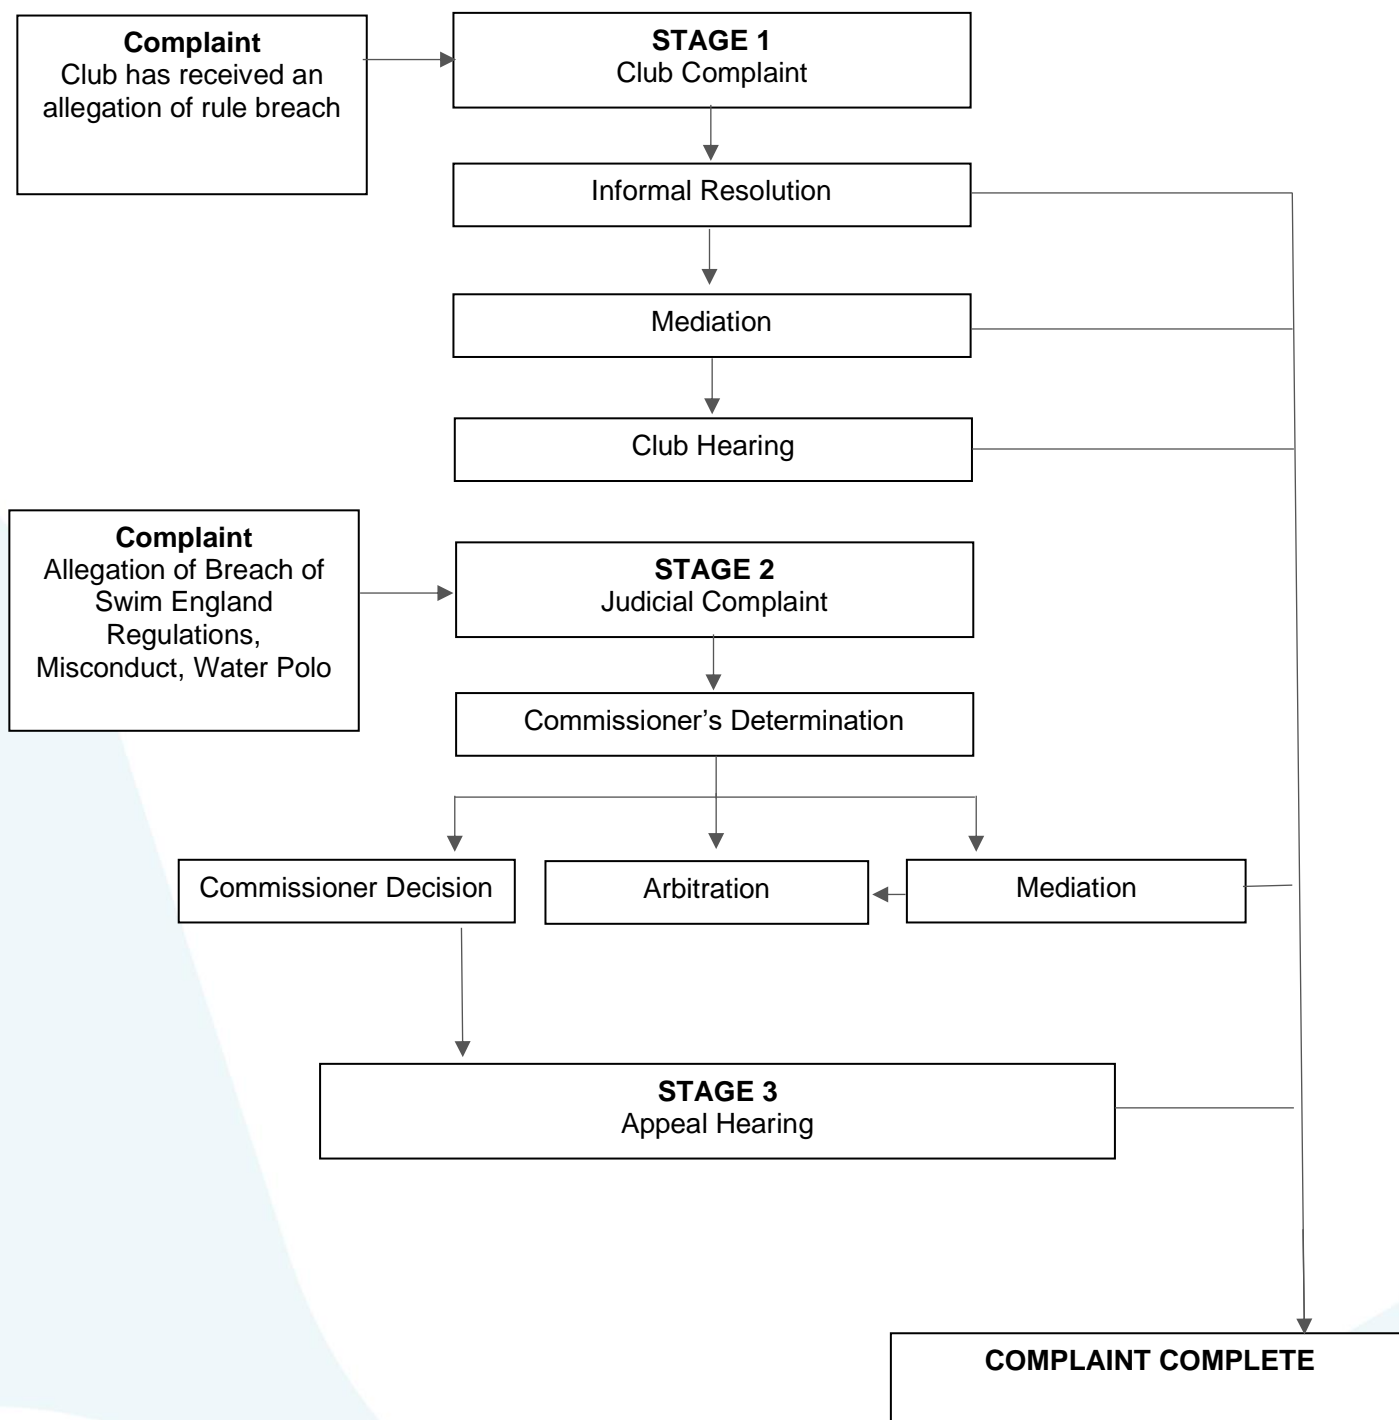 Complaint
Club has received an
allegation of rule breach
STAGE 1
Club Complaint
Informal Resolution
Mediation
Club Hearing
Complaint
Allegation of Breach of
Swim England
Regulations,
Misconduct, Water Polo
STAGE 2
Judicial Complaint
Commissioner’s Determination
Commissioner Decision
Arbitration
Mediation
STAGE 3
Appeal Hearing
COMPLAINT COMPLETE